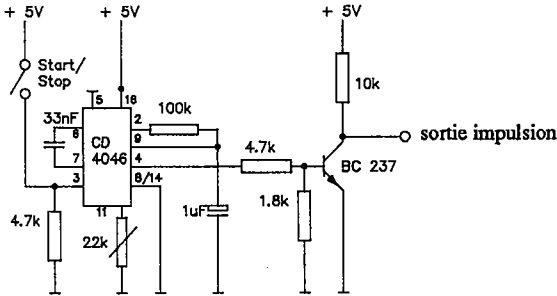 + 5V
+ 5V
+ 5V
Start/
Stop
5
16
33nF
6
CD
4046
2
100k
9
7
4
3
8/14
11
4.7k
22k
1uF
4.7k
1.8k
10k
BC 237
sortie impulsion